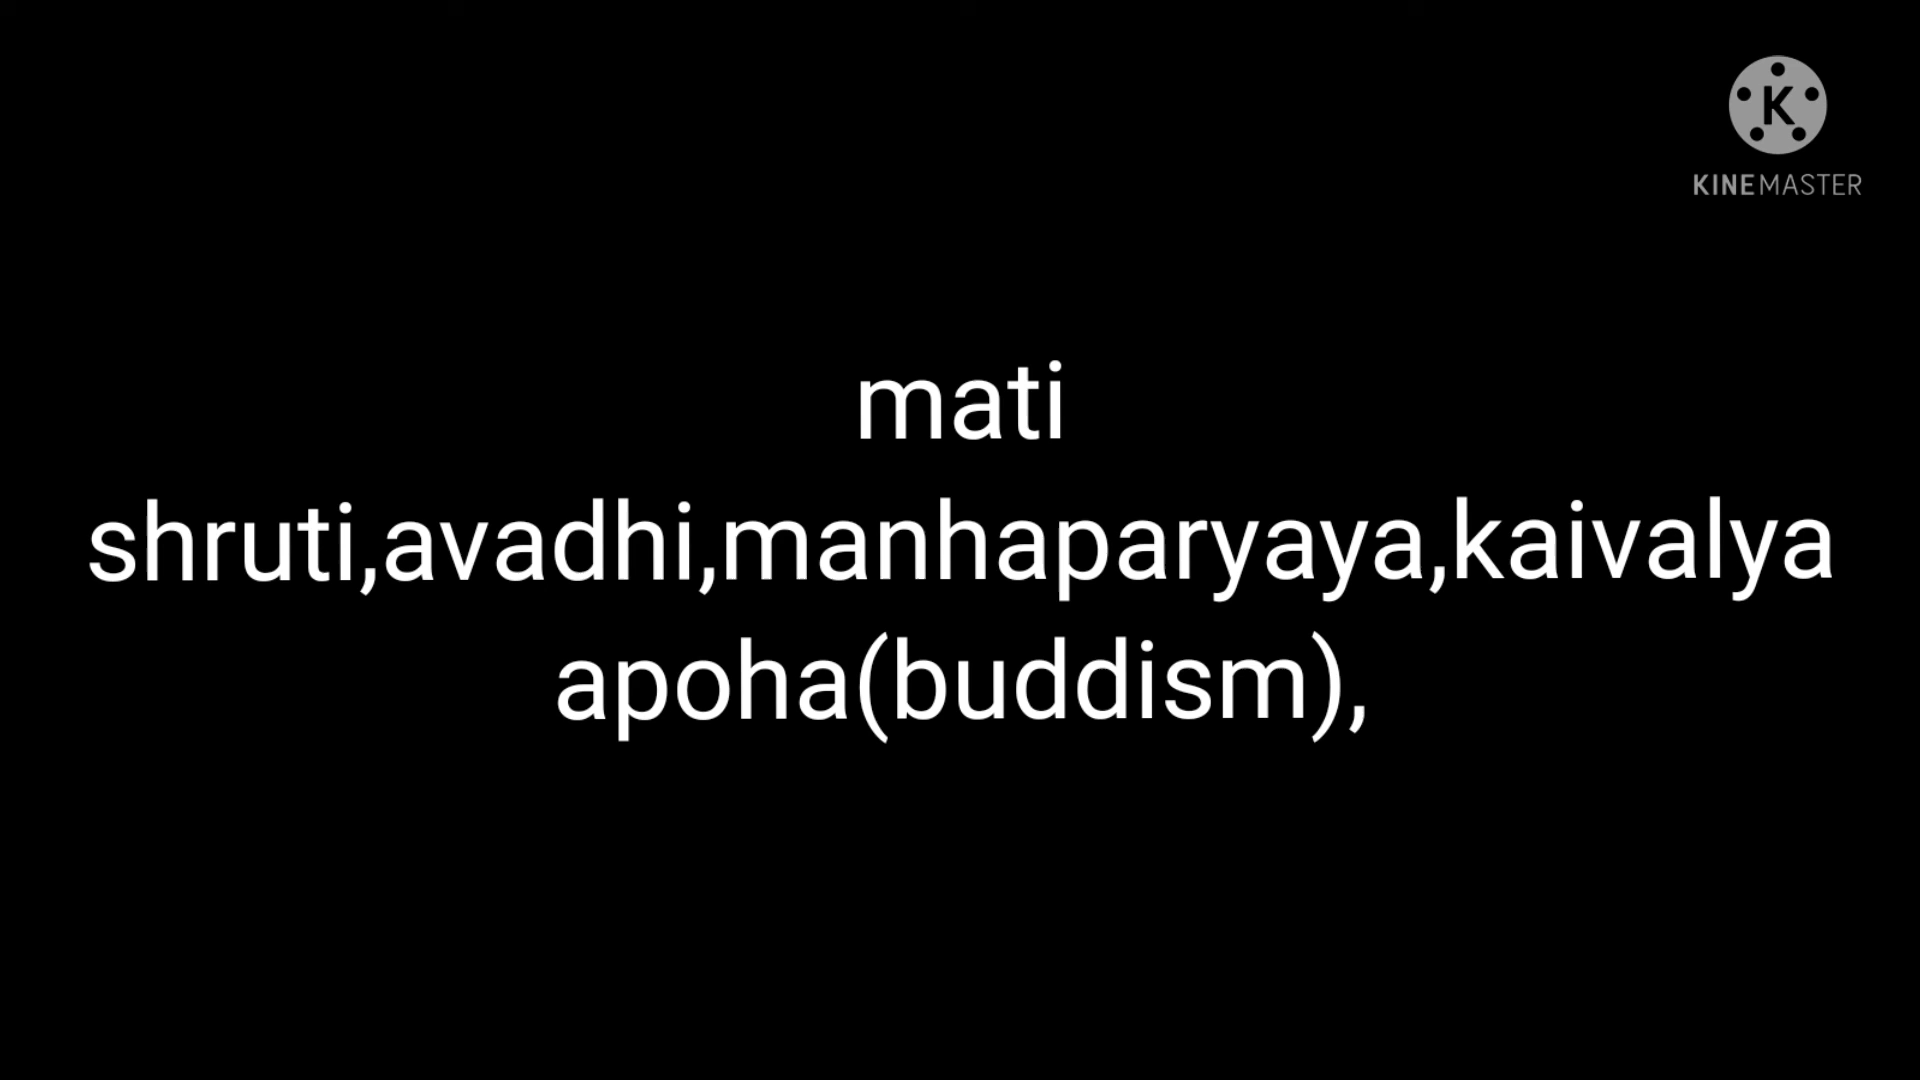 K
KINEMASTER
mati
shruti,avadhi,manhaparyaya,kaivalya
apoha(buddism),